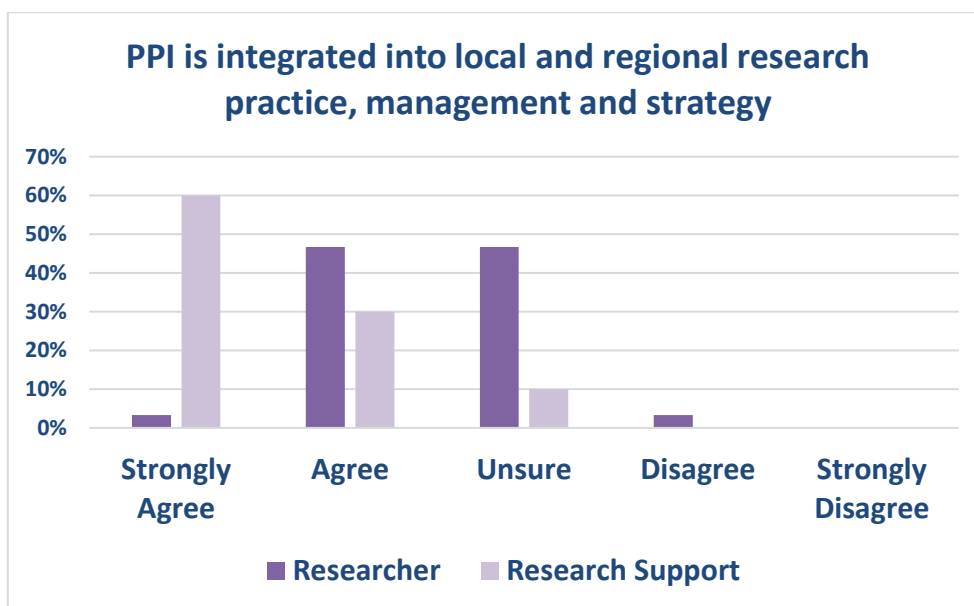 PPI is integrated into local and regional research
practice, management and strategy
70%
60%
50%
40%
30%
20%
10%
0%
Strongly
Agree
Agree
Unsure
Disagree
Strongly
Disagree
Researcher
Research Support